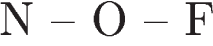 N – O – F